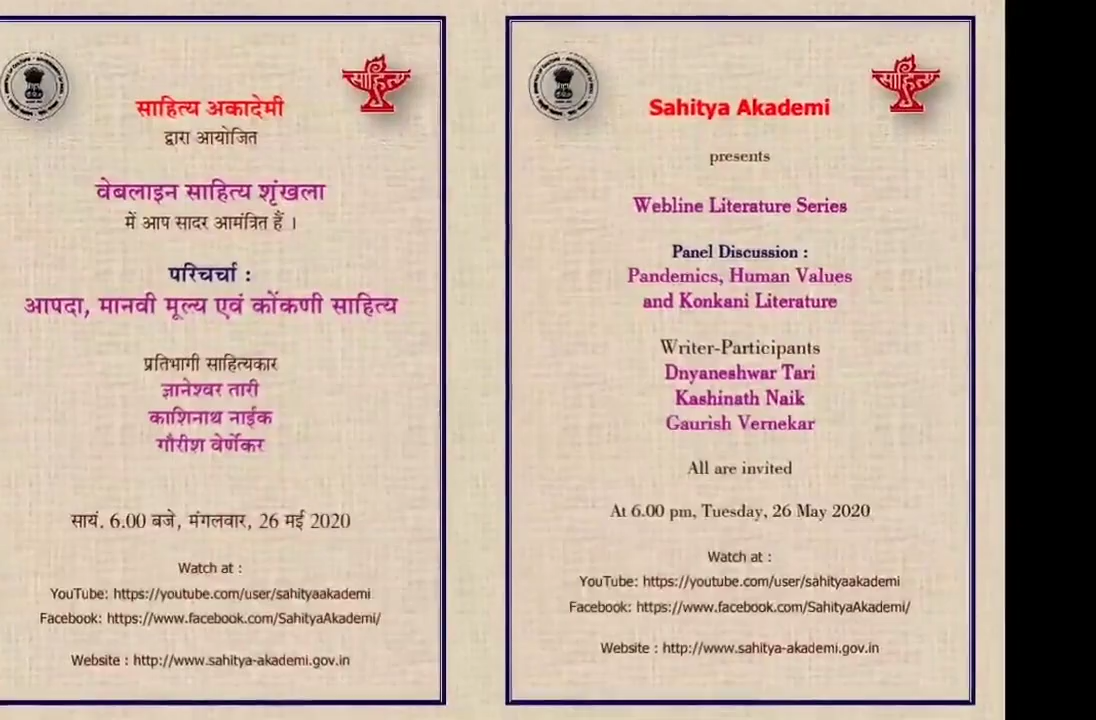 साहित्य
साहित्य अकादेमी
द्वारा आयोजित
वेबलाइन साहित्य शृंखला
में आप सादर आमंत्रित हैं ।
परिचर्चा :
आपदा, मानवी मूल्य एवं कोंकणी साहित्य
प्रतिभागी साहित्यकार
ज्ञानेश्वर तारी
काशिनाथ नाईक
गौरीश वेर्णेकर
सायं. 6.00 बजे, मंगलवार, 26 मई 2020
Watch at :
YouTube: https://youtube.com/user/sahityaakademi
Facebook: https://www.facebook.com/SahityaAkademi/
Website : http://www.sahitya-akademi.gov.in
साहित्य
Sahitya Akademi
presents
Webline Literature Series
Panel Discussion :
Pandemics, Human Values
and Konkani Literature
Writer-Participants
Dnyaneshwar Tari
Kashinath Naik
Gaurish Vernekar
All are invited
At 6.00 pm, Tuesday, 26 May 2020
Watch at :
YouTube: https://youtube.com/user/sahityaakademi
Facebook: https://www.facebook.com/SahityaAkademi/
Website : http://www.sahitya-akademi.gov.in